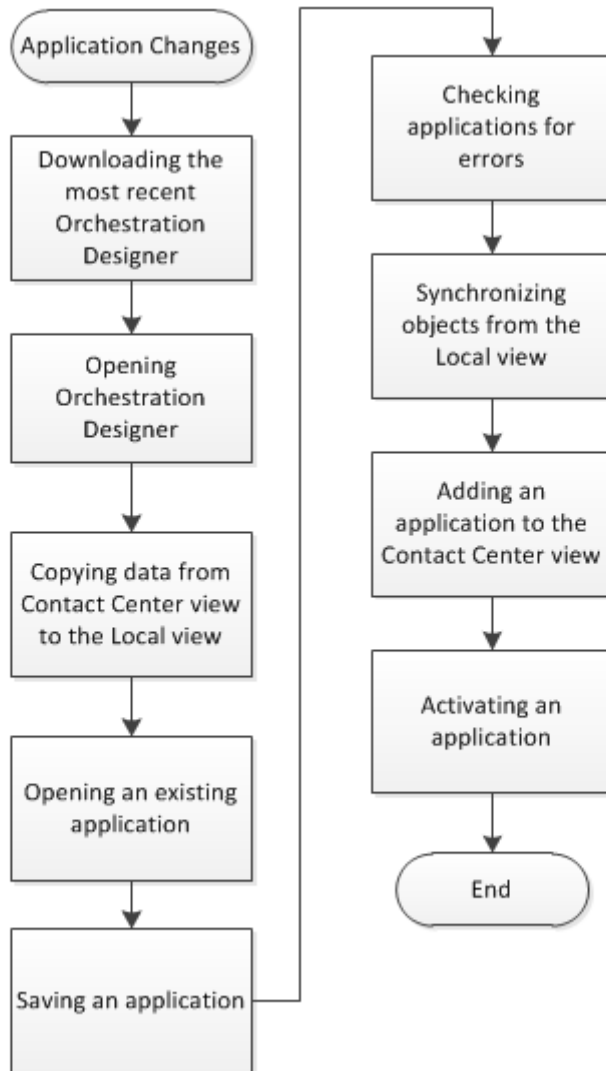 Application Changes
Downloading the
most recent
Orchestration
Designer
Opening
Orchestration
Designer
Copying data from
Contact Center view
to the Local view
Opening an existing
application
Saving an application
Checking
applications for
errors
Synchronizing
objects from the
Local view
Adding an
application to the
Contact Center view
Activating an
application
End